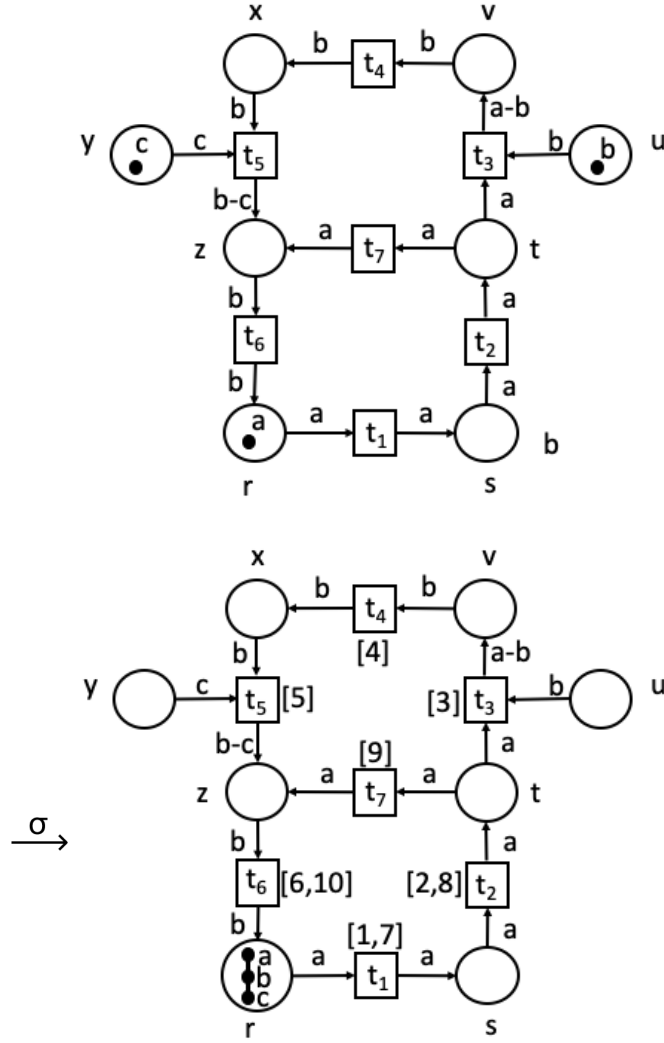 x v
b b
t4
b a-b
y c c t5 t3 b b u
b-c a
z a t7 a t
b a
t6 t2
b a
a a t1 a b
r s
x v
b b
t4
b [4] a-b
y c t5 [5] [3] t3 b u
b-c [9] a
z a t7 a t
σ
b a
t6 [6,10] [2,8] t2
b [1,7] a
a
b a t1 a
c
r s